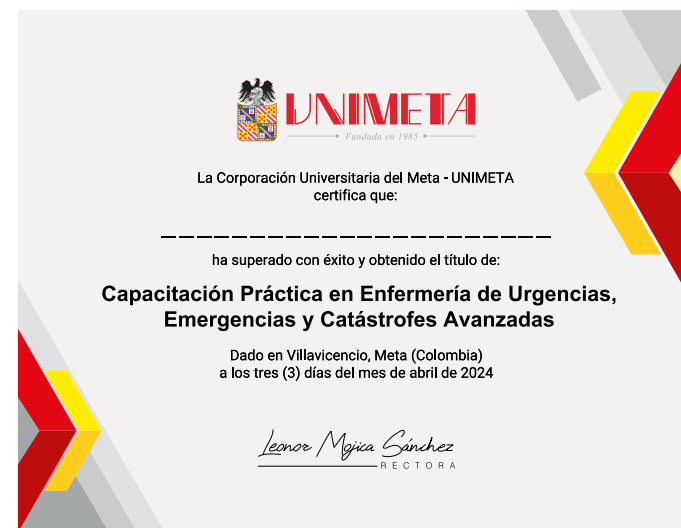 UNIMETA
Fundada en 1985
La Corporación Universitaria del Meta - UNIMETA
certifica que:
ha superado con éxito y obtenido el título de:
Capacitación Práctica en Enfermería de Urgencias,
Emergencias y Catástrofes Avanzadas
Dado en Villavicencio, Meta (Colombia)
a los tres (3) días del mes de abril de 2024
Leonor Mojica Sánchez
RECTORA